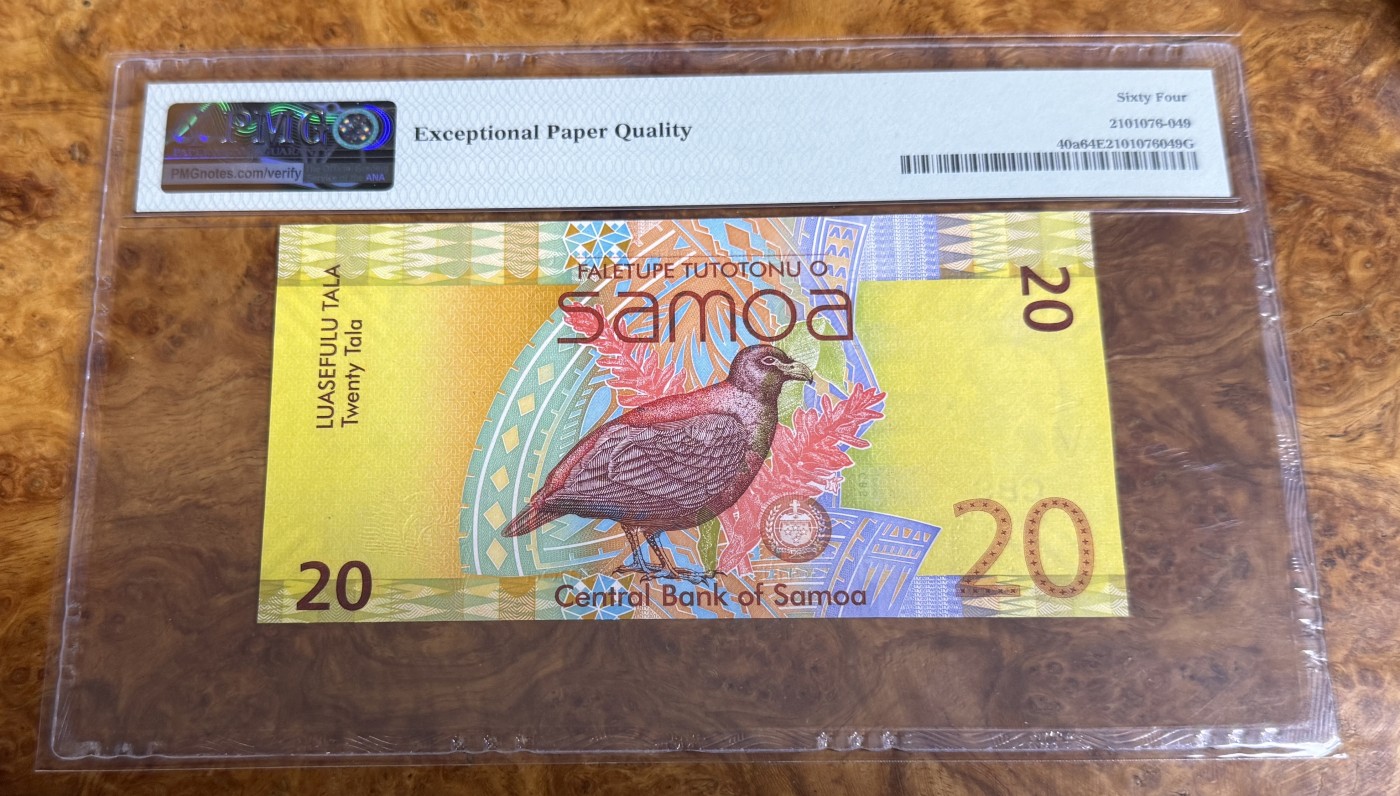 PMG
PMGnotes.com/verify
ANA
Exceptional Paper Quality
Sixty Four
2101076-049
40a64E2101076049G
FALETUPE TUTOTONU O
samoa
LUASEFULU TALA
Twenty Tala
20
20
20
Central Bank of Samoa